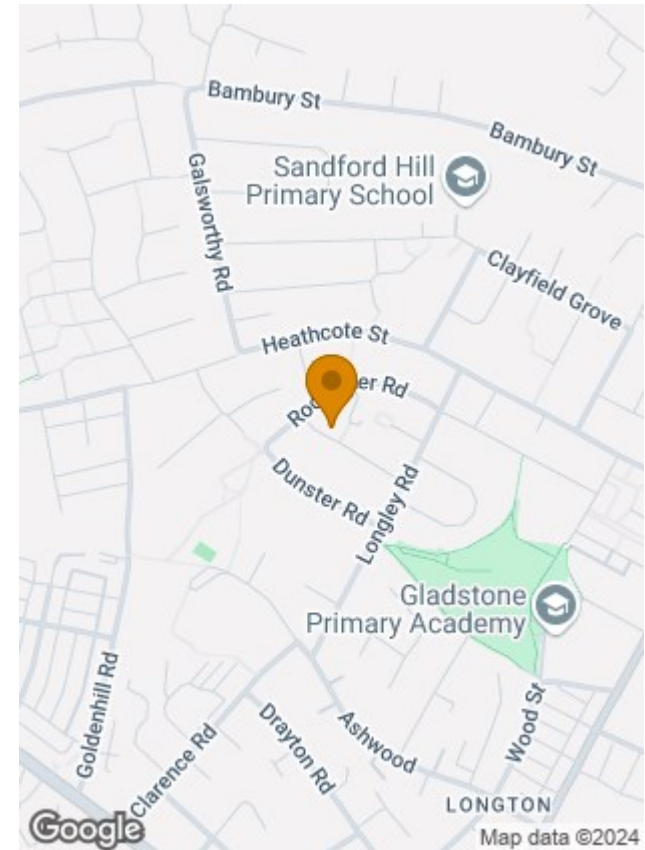 Bambury St
Bambury St
Sandford Hill
Primary School
Galsworthy Rd
Clayfield Grove
Heathcote St
Dunster Rd
Longley Rd
Gladstone
Primary Academy
Goldenhill Rd
Clarence Rd
Drayton Rd
Ashwood
Wood St
LONGTON
Google
Map data ©2024